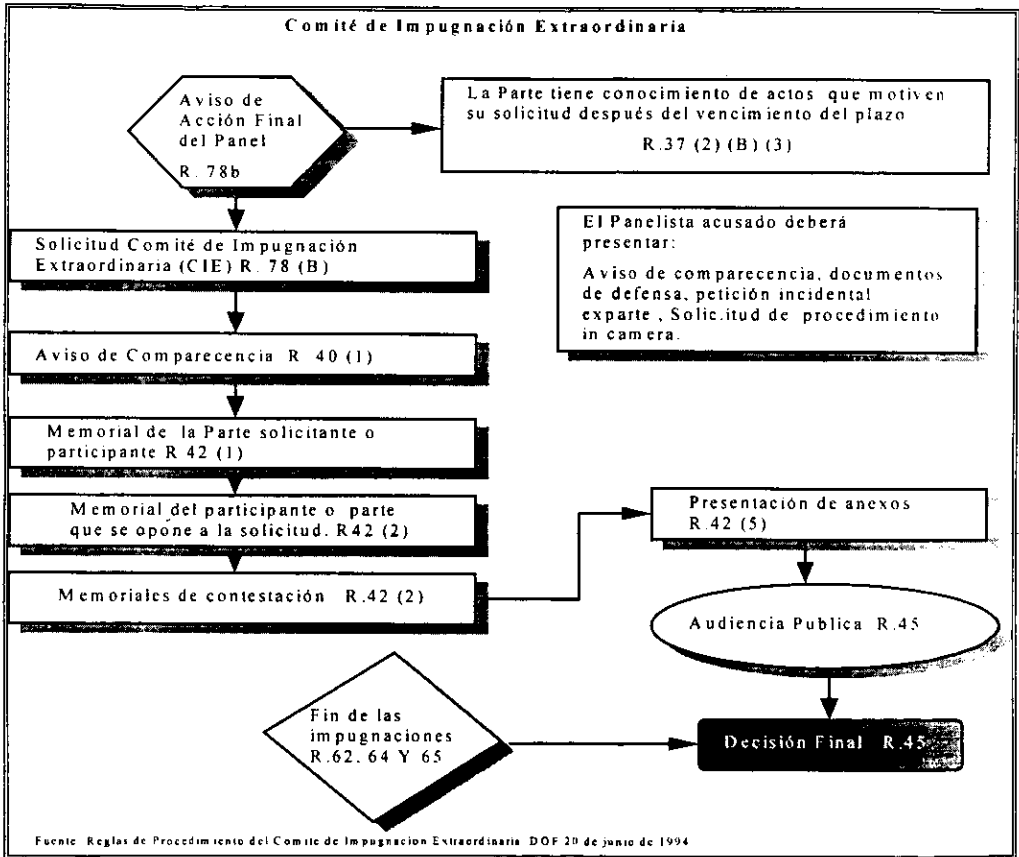 Comité de Impugnación Extraordinaria
Aviso de
Acción Final
del Panel
R. 78b
La Parte tiene conocimiento de actos que motiven
su solicitud después del vencimiento del plazo
R.37 (2) (B) (3)
El Panelista acusado deberá
presentar:
Aviso de comparecencia, documentos
de defensa, petición incidental
exparte , Solic.itud de procedimiento
in camera.
Solicitud Comité de Impugnación
Extraordinaria (CIE) R. 78 (B)
Aviso de Comparecencia R 40 (1)
Memorial de la Parte solicitante o
participante R 42 (1)
Memorial del participante o parte
que se opone a la solicitud. R42 (2)
Memoriales de contestación R.42 (2)
Presentación de anexos
R.42 (5)
Audiencia Publica R.45
Fin de las
impugnaciones
R.62, 64 Y 65
Decisión Final R.45
Fuente Reglas de Procedimiento del Comite de Impugnacion Extraordinaria DOF 20 de junio de 1994